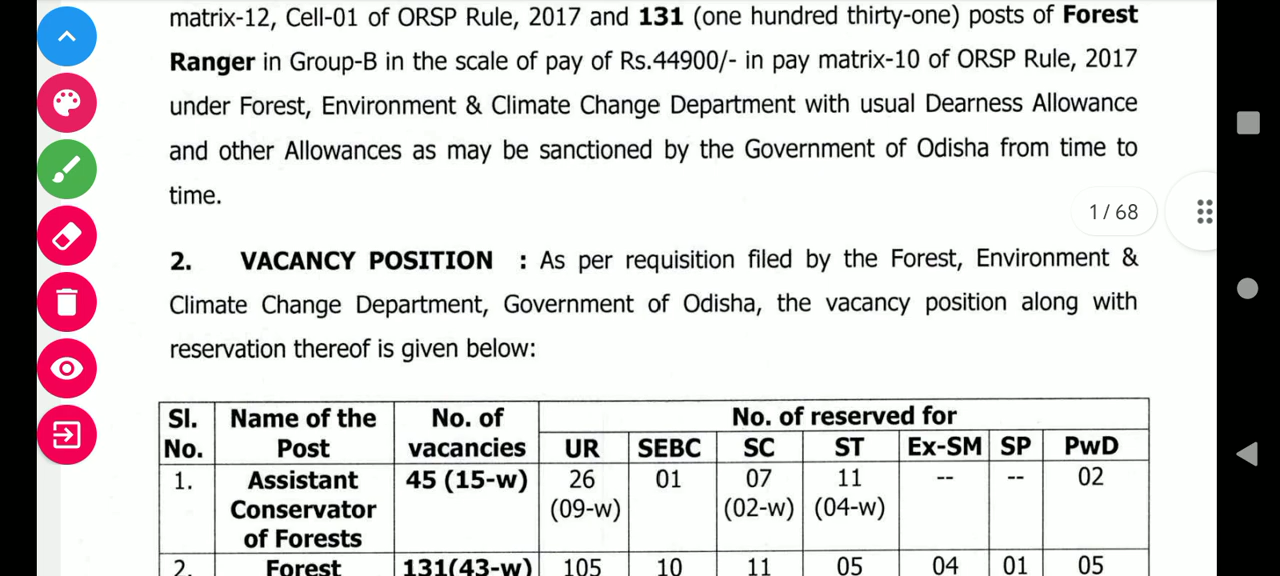 matrix-12, Cell-01 of ORSP Rule, 2017 and 131 (one hundred thirty-one) posts of Forest
Ranger in Group-B in the scale of pay of Rs.44900/- in pay matrix-10 of ORSP Rule, 2017
under Forest, Environment & Climate Change Department with usual Dearness Allowance
and other Allowances as may be sanctioned by the Government of Odisha from time to
time.
1 / 68
2. VACANCY POSITION : As per requisition filed by the Forest, Environment &
Climate Change Department, Government of Odisha, the vacancy position along with
reservation thereof is given below:
Sl. Name of the No. of No. of reserved for
No. Post vacancies UR SEBC SC ST Ex-SM SP PwD
1. Assistant 45 (15-w) 26 01 07 11 -- -- 02
Conservator (09-w) (02-w) (04-w)
of Forests
2. Forest 131(43-w) 105 10 11 05 04 01 05